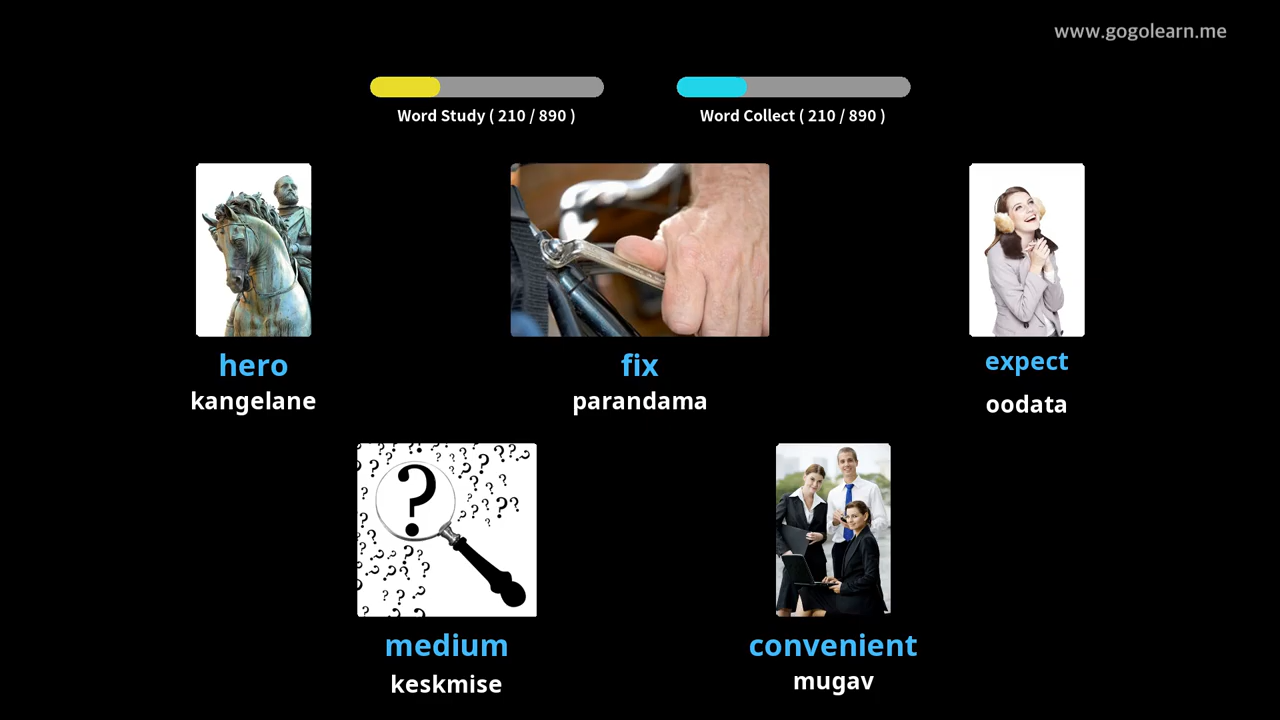 www.gogolearn.me
Word Study ( 210 / 890 )
Word Collect ( 210 / 890 )
hero
kangelane
fix
parandama
expect
oodata
medium
keskmise
convenient
mugav